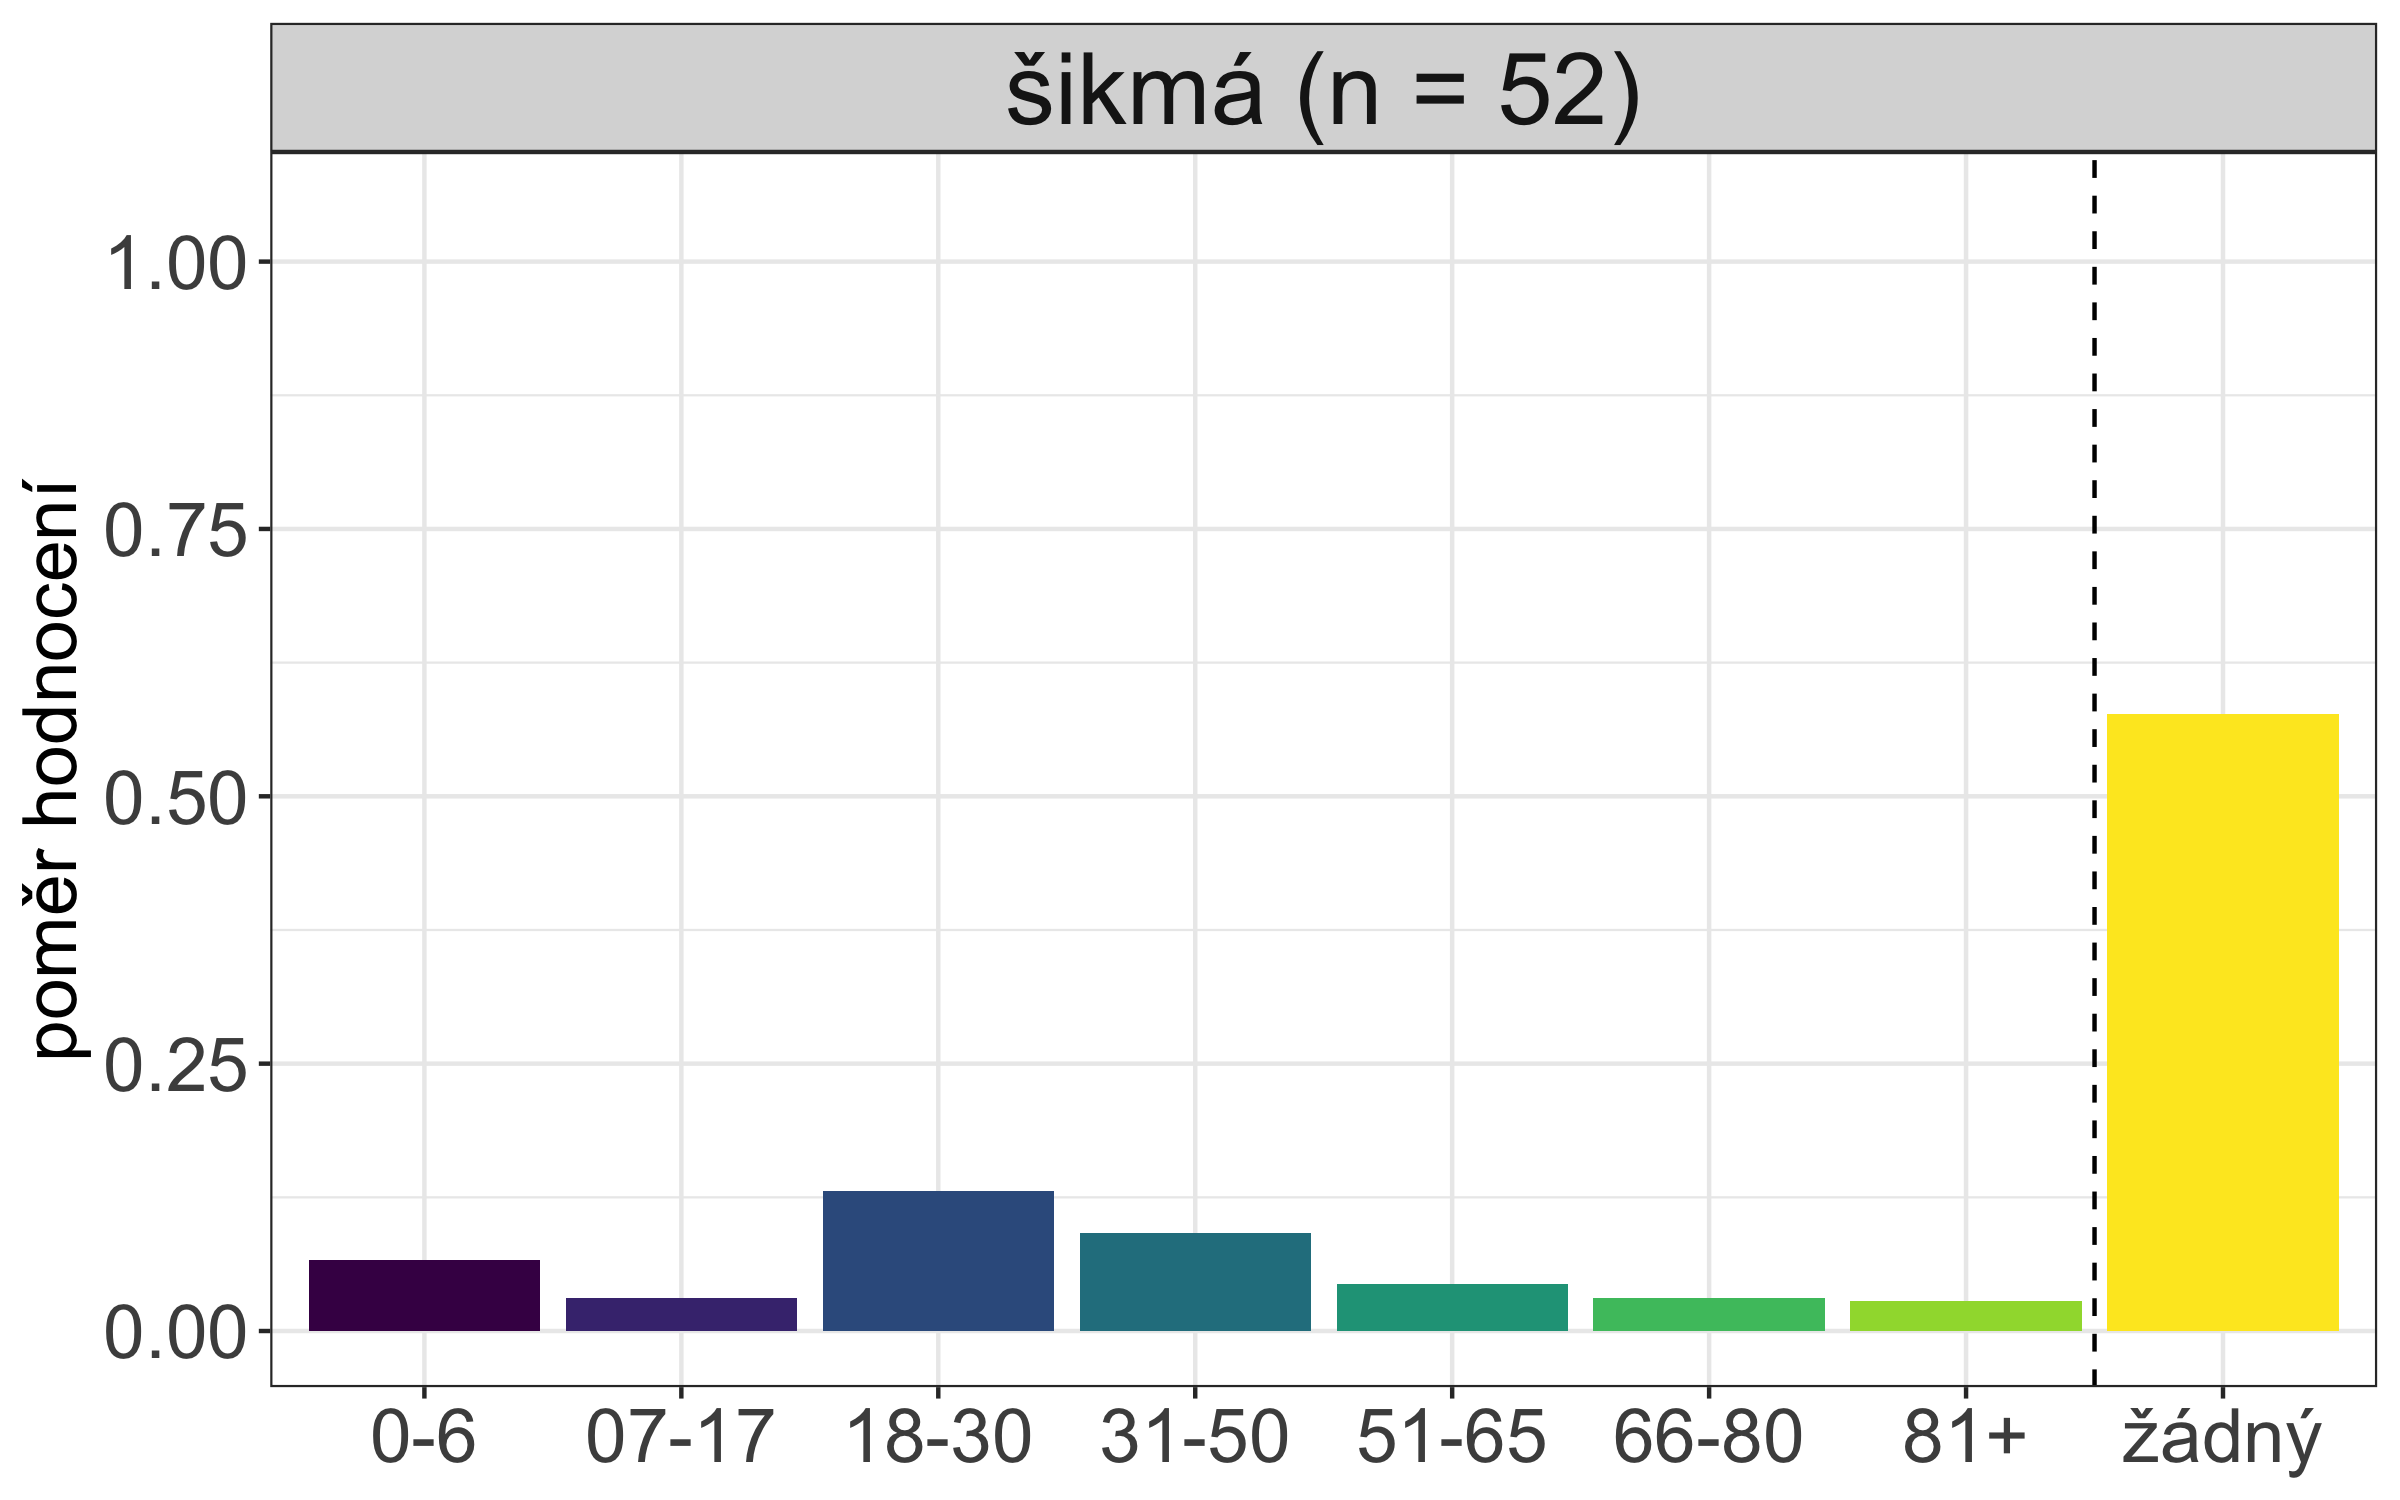 šikmá (n = 52)
poměr hodnocení
1.00
0.75
0.50
0.25
0.00
0-6 07-17 18-30 31-50 51-65 66-80 81+ žádný